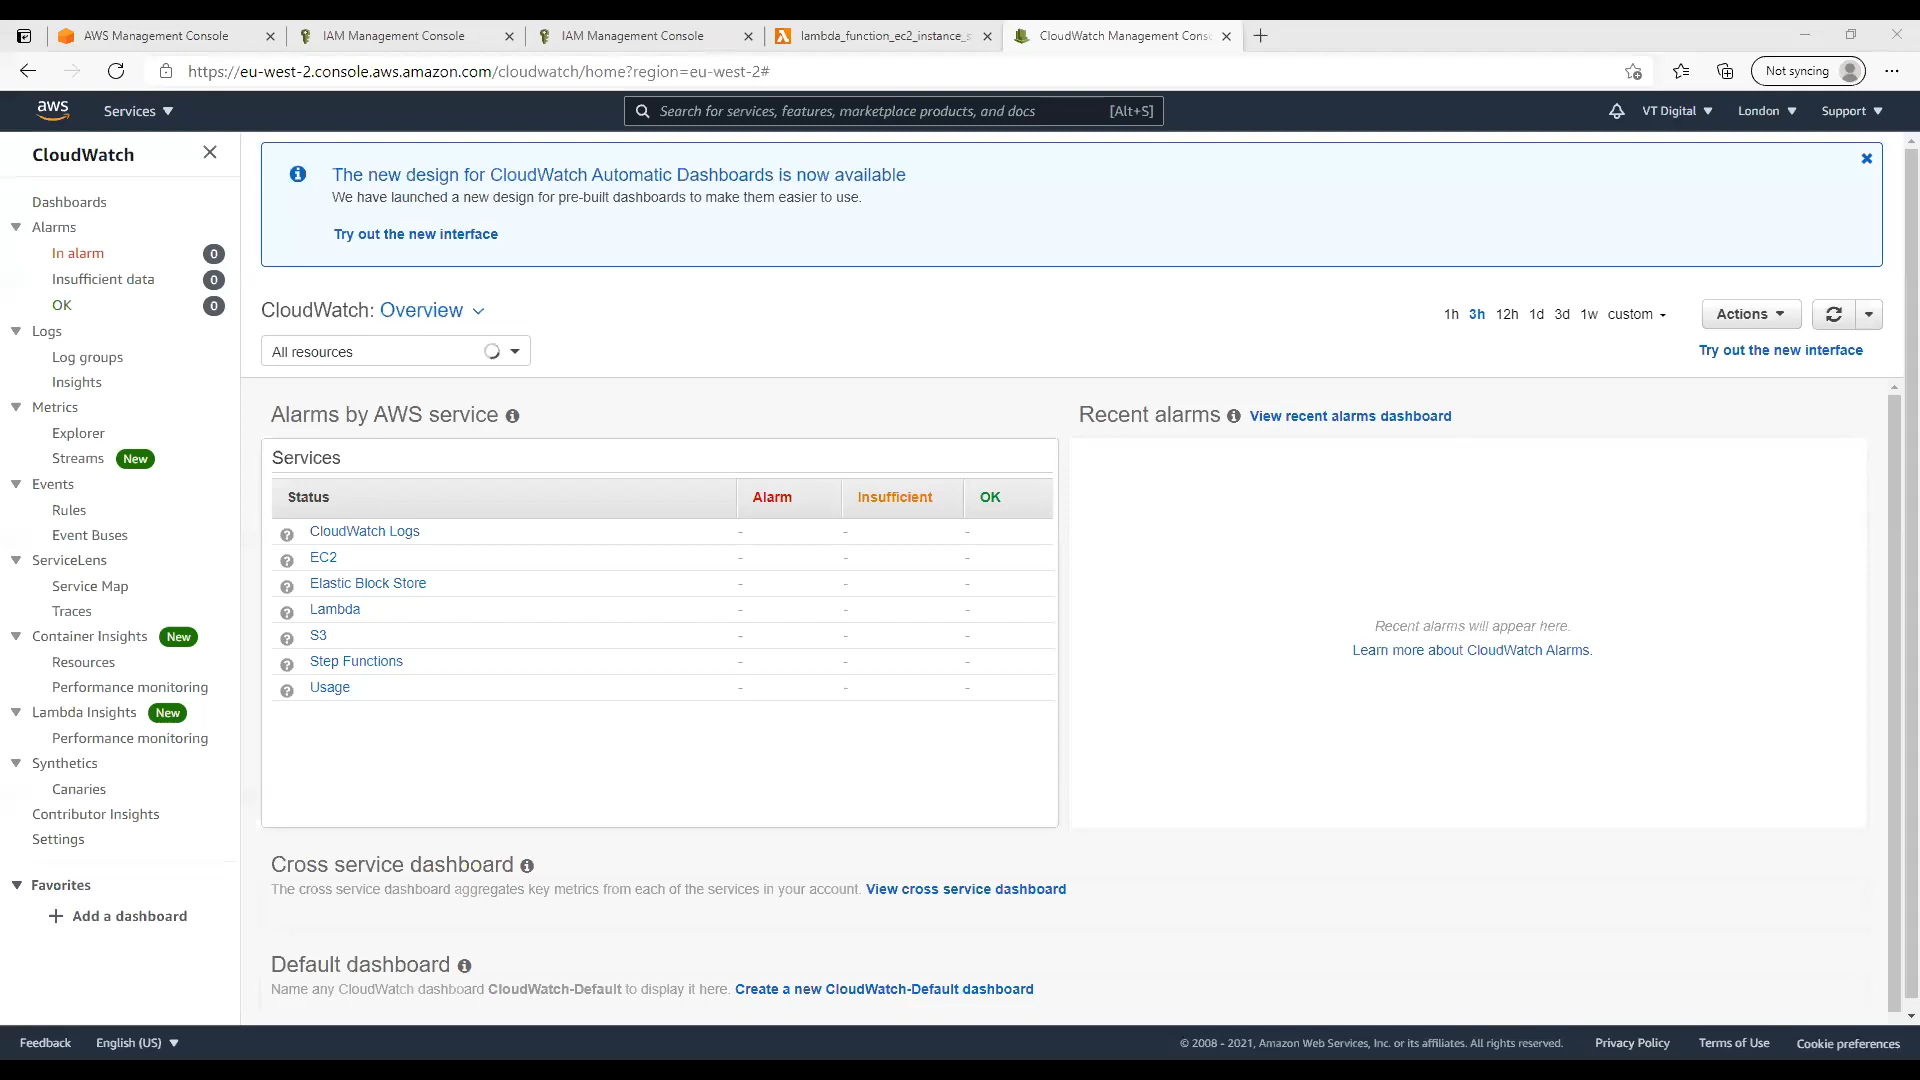 AWS Management Console
IAM Management Console
IAM Management Console
lambda_function_ec2_instance_s
CloudWatch Management Cons
https://eu-west-2.console.aws.amazon.com/cloudwatch/home?region=eu-west-2#
Not syncing
aws
Services
Search for services, features, marketplace products, and docs
[Alt+S]
VT Digital
London
Support
CloudWatch
Dashboards
Alarms
In alarm 0
Insufficient data 0
OK 0
Logs
Log groups
Insights
Metrics
Explorer
Streams New
Events
Rules
Event Buses
ServiceLens
Service Map
Traces
Container Insights New
Resources
Performance monitoring
Lambda Insights New
Performance monitoring
Synthetics
Canaries
Contributor Insights
Settings
Favorites
Add a dashboard
The new design for CloudWatch Automatic Dashboards is now available
We have launched a new design for pre-built dashboards to make them easier to use.
Try out the new interface
CloudWatch: Overview
1h 3h 12h 1d 3d 1w custom
Actions
All resources
Try out the new interface
Alarms by AWS service
Services
Status Alarm Insufficient OK
CloudWatch Logs - - -
EC2 - - -
Elastic Block Store - - -
Lambda - - -
S3 - - -
Step Functions - - -
Usage - - -
Recent alarms View recent alarms dashboard
Recent alarms will appear here.
Learn more about CloudWatch Alarms.
Cross service dashboard
The cross service dashboard aggregates key metrics from each of the services in your account. View cross service dashboard
Default dashboard
Name any CloudWatch dashboard CloudWatch-Default to display it here. Create a new CloudWatch-Default dashboard
Feedback
English (US)
© 2008 - 2021, Amazon Web Services, Inc. or its affiliates. All rights reserved.
Privacy Policy
Terms of Use
Cookie preferences